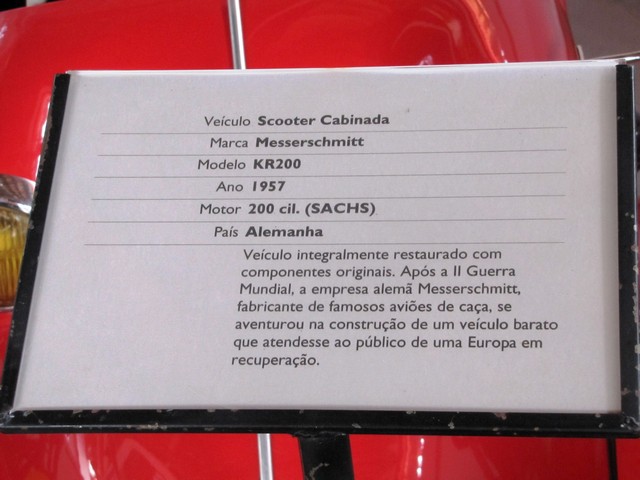 Veículo Scooter Cabinada
Marca Messerschmitt
Modelo KR200
Ano 1957
Motor 200 cil. (SACHS)
País Alemanha
Veículo integralmente restaurado com
componentes originais. Após a II Guerra
Mundial, a empresa alemã Messerschmitt,
fabricante de famosos aviões de caça, se
aventurou na construção de um veículo barato
que atendesse ao público de uma Europa em
recuperação.